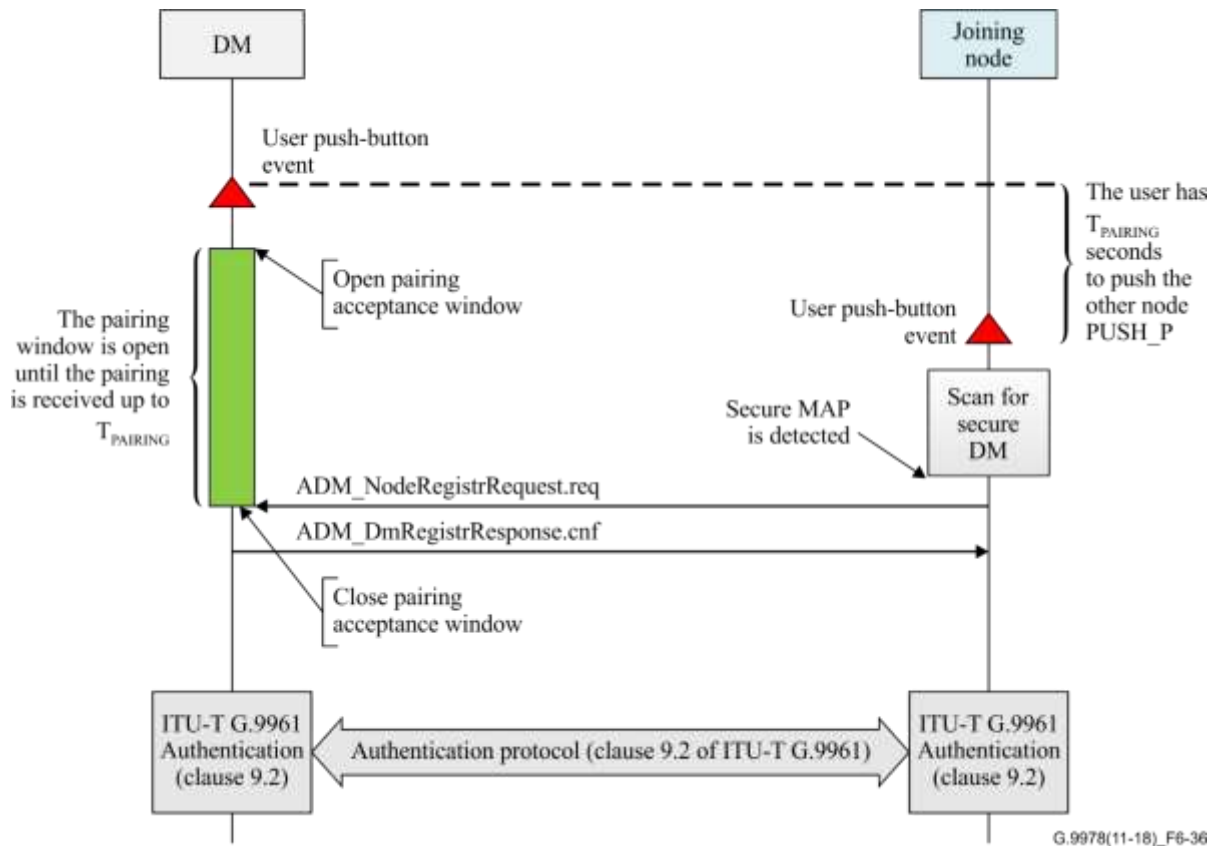 DM
Joining
node
User push-button
event
The user has
T_PAIRING
seconds
to push the
other node
PUSH_P
Open pairing
acceptance window
User push-button
event
The pairing
window is open
until the pairing
is received up to
T_PAIRING
Scan for
secure
DM
Secure MAP
is detected
ADM_NodeRegistrRequest.req
ADM_DmRegistrResponse.cnf
Close pairing
acceptance window
ITU-T G.9961
Authentication
(clause 9.2)
Authentication protocol (clause 9.2 of ITU-T G.9961)
ITU-T G.9961
Authentication
(clause 9.2)
G.9978(11-18)_F6-36